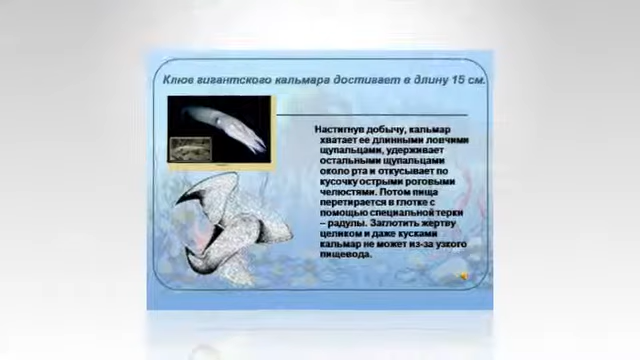 Клюв гигантского кальмара достигает в длину 15 см.
Настигнув добычу, кальмар
хватает ее длинными ловчими
щупальцами, удерживает
остальными щупальцами
около рта и откусывает по
кусочку острыми роговыми
челюстями. Потом пища
перетирается в глотке с
помощью специальной терки
– радулы. Заглотить жертву
целиком и даже кусками
кальмар не может из-за узкого
пищевода.